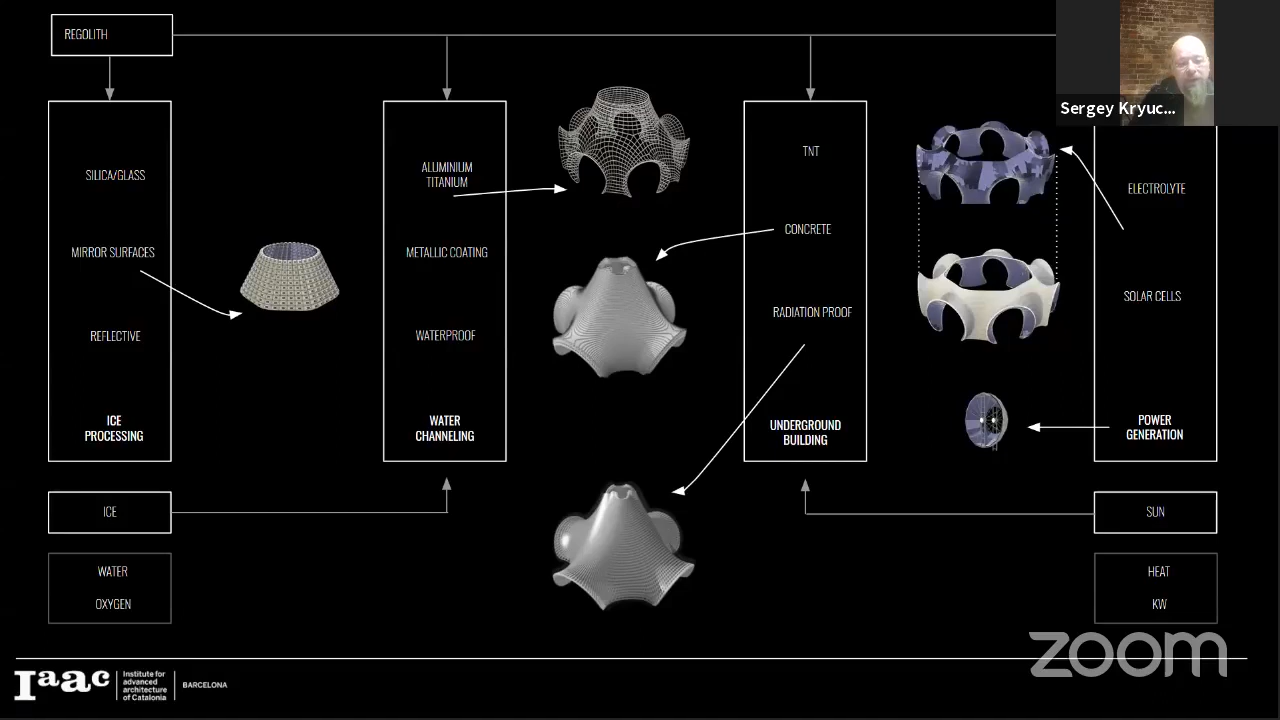 REGOLITH
Sergey Kryuc...
SILICA/GLASS
MIRROR SURFACES
REFLECTIVE
ICE
PROCESSING
ALUMINIUM
TITANIUM
METALLIC COATING
WATERPROOF
WATER
CHANNELING
TNT
CONCRETE
RADIATION PROOF
UNDERGROUND
BUILDING
ELECTROLYTE
SOLAR CELLS
POWER
GENERATION
ICE
WATER
OXYGEN
SUN
HEAT
KW
zoom
Iaac
Institute for
advanced
architecture
of Catalonia
BARCELONA